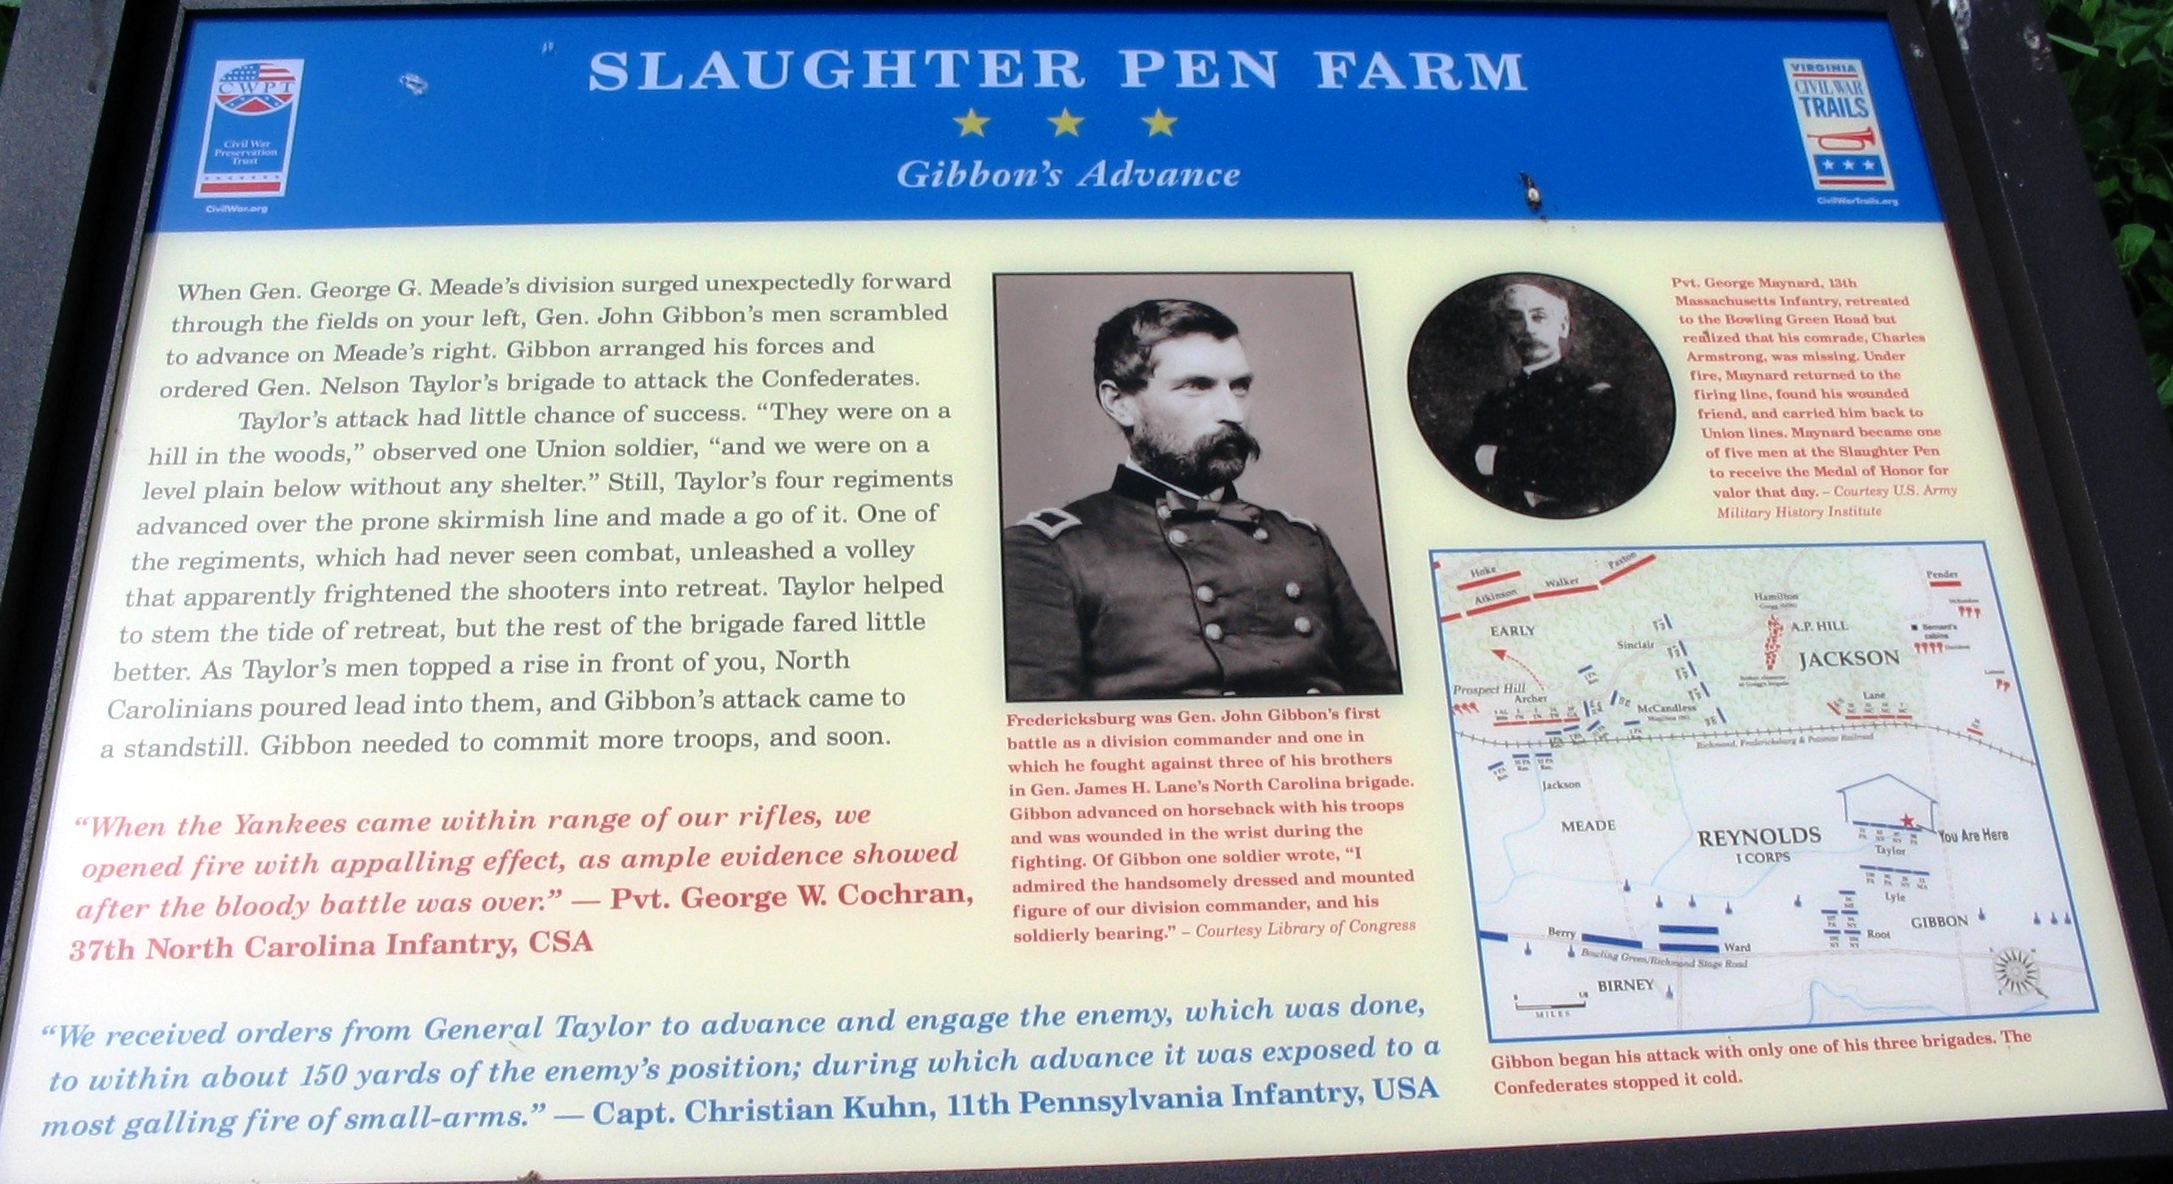 SLAUGHTER PEN FARM
Gibbon's Advance
CWPT
Civil War
Preservation
Trust
CivilWar.org
VIRGINIA
CIVIL WAR
TRAILS
CivilWarTrails.org
When Gen. George G. Meade's division surged unexpectedly forward
through the fields on your left, Gen. John Gibbon's men scrambled
to advance on Meade's right. Gibbon arranged his forces and
ordered Gen. Nelson Taylor's brigade to attack the Confederates.
Taylor's attack had little chance of success. “They were on a
hill in the woods,” observed one Union soldier, “and we were on a
level plain below without any shelter.” Still, Taylor's four regiments
advanced over the prone skirmish line and made a go of it. One of
the regiments, which had never seen combat, unleashed a volley
that apparently frightened the shooters into retreat. Taylor helped
to stem the tide of retreat, but the rest of the brigade fared little
better. As Taylor's men topped a rise in front of you, North
Carolinians poured lead into them, and Gibbon's attack came to
a standstill. Gibbon needed to commit more troops, and soon.
“When the Yankees came within range of our rifles, we
opened fire with appalling effect, as ample evidence showed
after the bloody battle was over.” — Pvt. George W. Cochran,
37th North Carolina Infantry, CSA
“We received orders from General Taylor to advance and engage the enemy, which was done,
to within about 150 yards of the enemy's position; during which advance it was exposed to a
most galling fire of small-arms.” — Capt. Christian Kuhn, 11th Pennsylvania Infantry, USA
Fredericksburg was Gen. John Gibbon's first
battle as a division commander and one in
which he fought against three of his brothers
in Gen. James H. Lane's North Carolina brigade.
Gibbon advanced on horseback with his troops
and was wounded in the wrist during the
fighting. Of Gibbon one soldier wrote, “I
admired the handsomely dressed and mounted
figure of our division commander, and his
soldierly bearing.” – Courtesy Library of Congress
Pvt. George Maynard, 13th
Massachusetts Infantry, retreated
to the Bowling Green Road but
realized that his comrade, Charles
Armstrong, was missing. Under
fire, Maynard returned to the
firing line, found his wounded
friend, and carried him back to
Union lines. Maynard became one
of five men at the Slaughter Pen
to receive the Medal of Honor for
valor that day. – Courtesy U.S. Army
Military History Institute
Hoke
Atkinson
Walker
Paxton
EARLY
Sinclair
Hamilton
A.P. HILL
JACKSON
Pender
Bernard's
cabins
Prospect Hill
Archer
McCandless
Lane
Richmond, Fredericksburg & Potomac Railroad
Jackson
MEADE
REYNOLDS
I CORPS
You Are Here
Taylor
Lyle
GIBBON
Root
Berry
Ward
Bowling Green/Richmond Stage Road
BIRNEY
MILES
Gibbon began his attack with only one of his three brigades. The
Confederates stopped it cold.